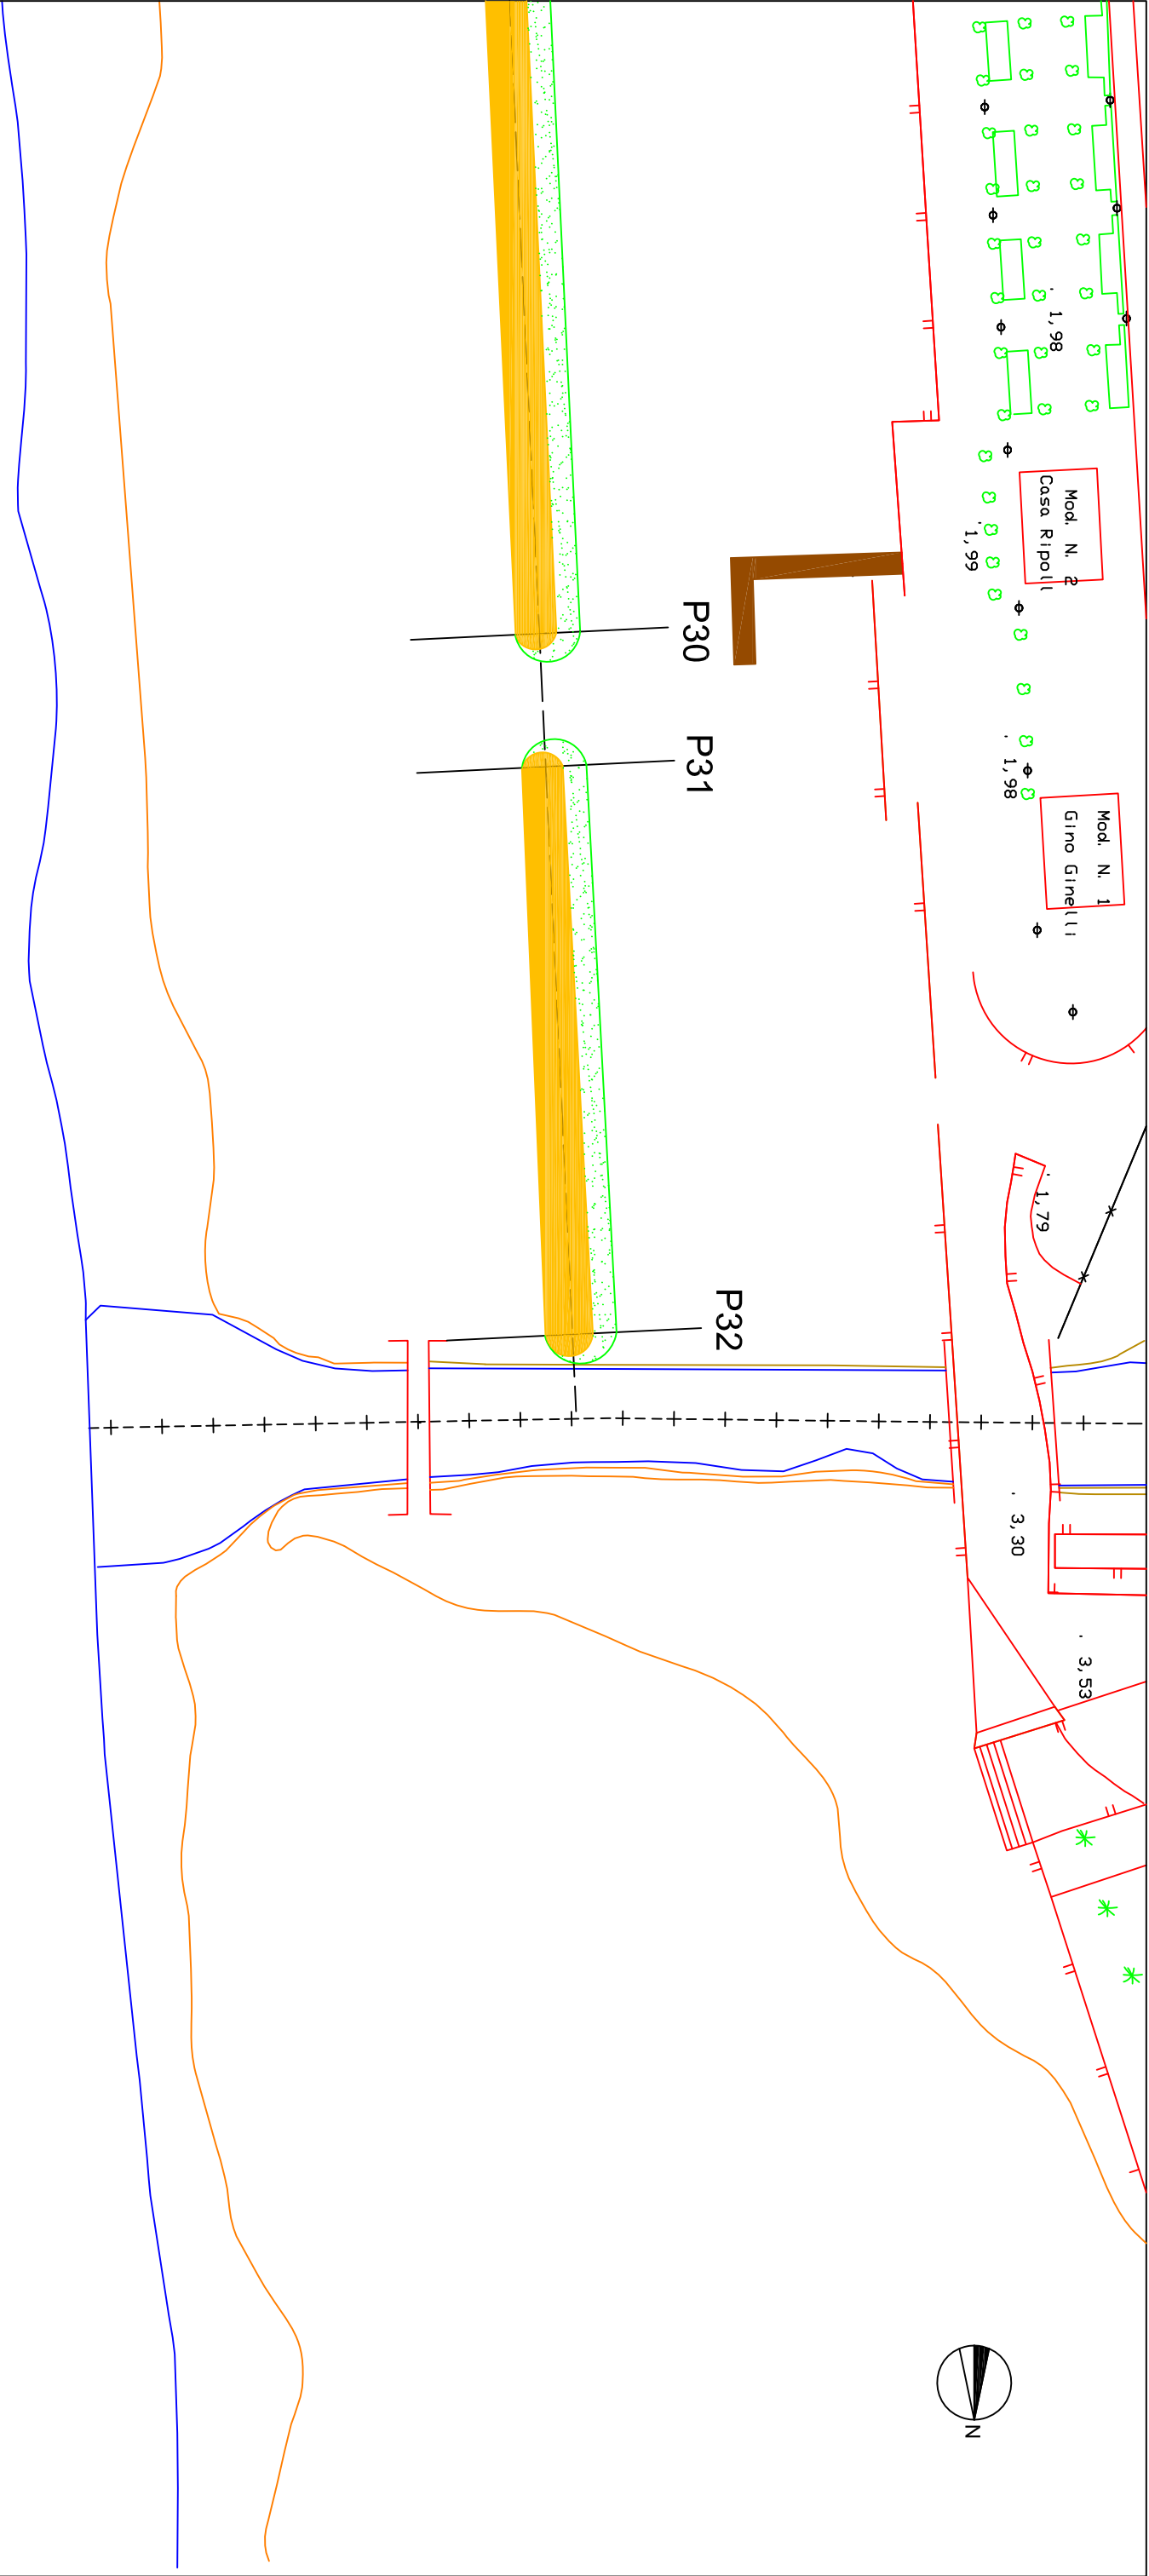 1,98
Mod. N. 2
Casa Ripoll
1,99
P30
P31
1,98
Mod. N. 1
Gino Ginelli
1,79
P32
3,30
3,53
N